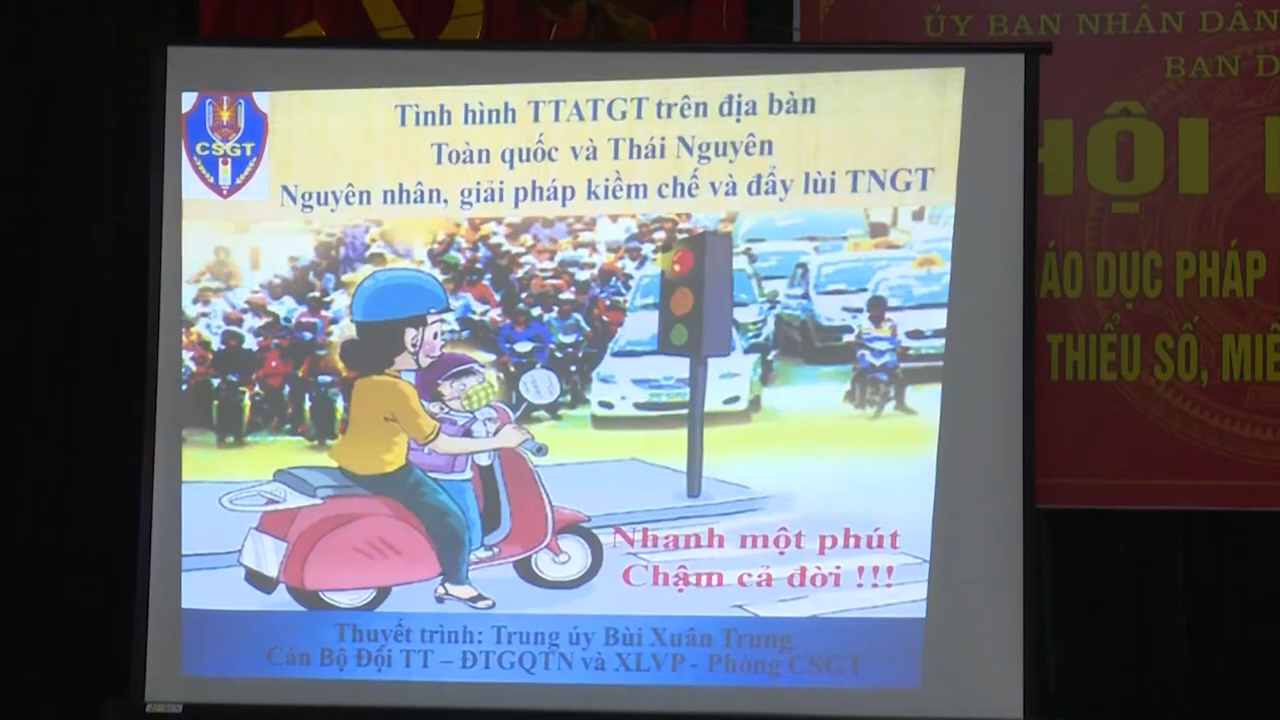 ỦY BAN NHÂN DÂN
BAN D
HỘI
ÁO DỤC PHÁP
THIỂU SỐ, MIỀ
CSGT
Tình hình TTATGT trên địa bàn
Toàn quốc và Thái Nguyên
Nguyên nhân, giải pháp kiềm chế và đẩy lùi TNGT
Nhanh một phút
Chậm cả đời !!!
Thuyết trình: Trung úy Bùi Xuân Trung
Cán Bộ Đội TT – ĐTGQTN và XLVP - Phòng CSGT